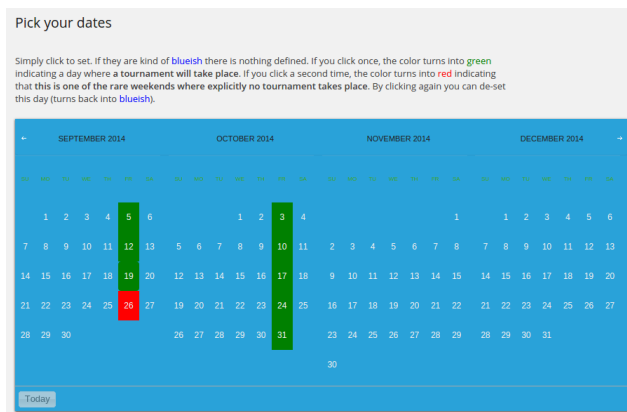 Pick your dates
Simply click to set. If they are kind of blueish there is nothing defined. If you click once, the color turns into green
indicating a day where a tournament will take place. If you click a second time, the color turns into red indicating
that this is one of the rare weekends where explicitly no tournament takes place. By clicking again you can de-set
this day (turns back into blueish).
← SEPTEMBER 2014 OCTOBER 2014 NOVEMBER 2014 DECEMBER 2014 →
1 2 3 4 5 6 1 2 3 4 1 1 2 3 4 5 6
7 8 9 10 11 12 13 5 6 7 8 9 10 11 2 3 4 5 6 7 8 7 8 9 10 11 12 13
14 15 16 17 18 19 20 12 13 14 15 16 17 18 9 10 11 12 13 14 15 14 15 16 17 18 19 20
21 22 23 24 25 26 27 19 20 21 22 23 24 25 16 17 18 19 20 21 22 21 22 23 24 25 26 27
28 29 30 26 27 28 29 30 31 23 24 25 26 27 28 29 28 29 30 31
30
Today